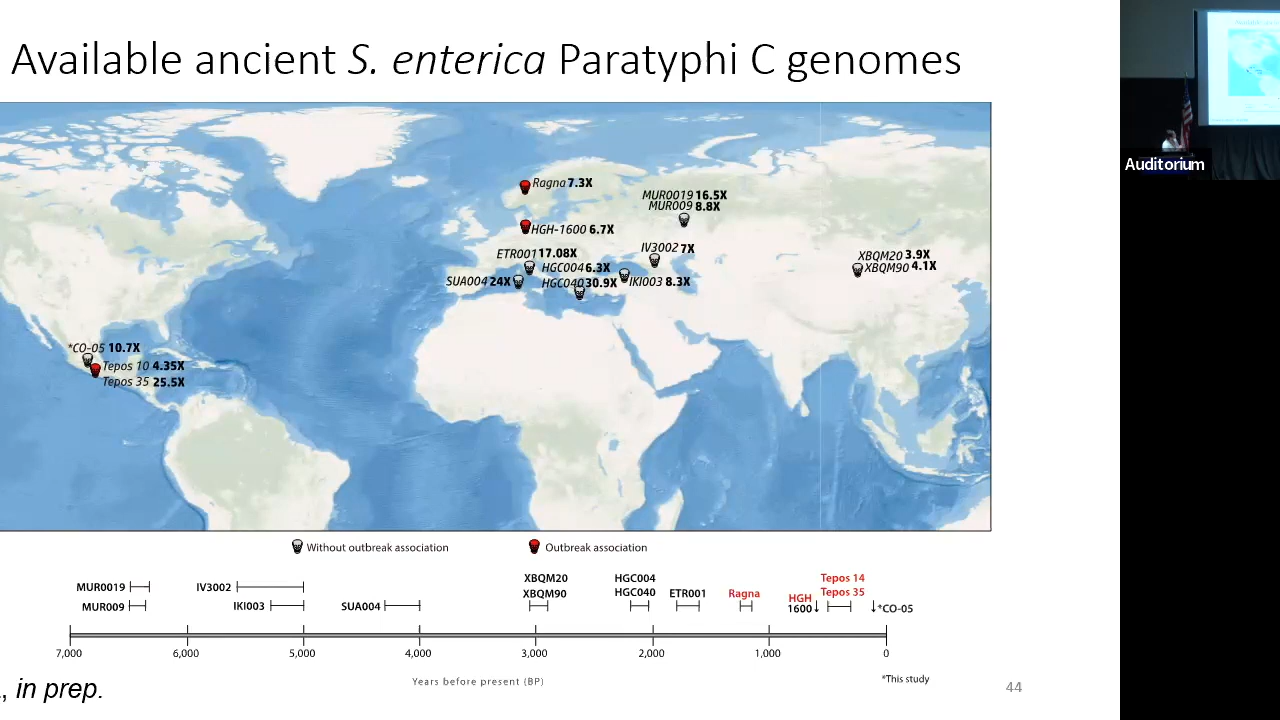 Available ancient S. enterica Paratyphi C genomes
Ragna 7.3X
MUR0019 16.5X
MUR009 8.8X
HGH-1600 6.7X
IV3002 7X
ETR001 17.08X
XBQM20 3.9X
XBQM90 4.1X
HGC004 6.3X
SUA004 24X
HGC040 30.9X
IKI003 8.3X
*CO-05 10.7X
Tepos 10 4.35X
Tepos 35 25.5X
Without outbreak association
Outbreak association
MUR0019
MUR009
IV3002
IKI003
SUA004
XBQM20
XBQM90
HGC004
HGC040
ETR001
Ragna
HGH
1600
Tepos 14
Tepos 35
*CO-05
7,000 6,000 5,000 4,000 3,000 2,000 1,000 0
Years before present (BP)
*This study
, in prep.
44
Auditorium